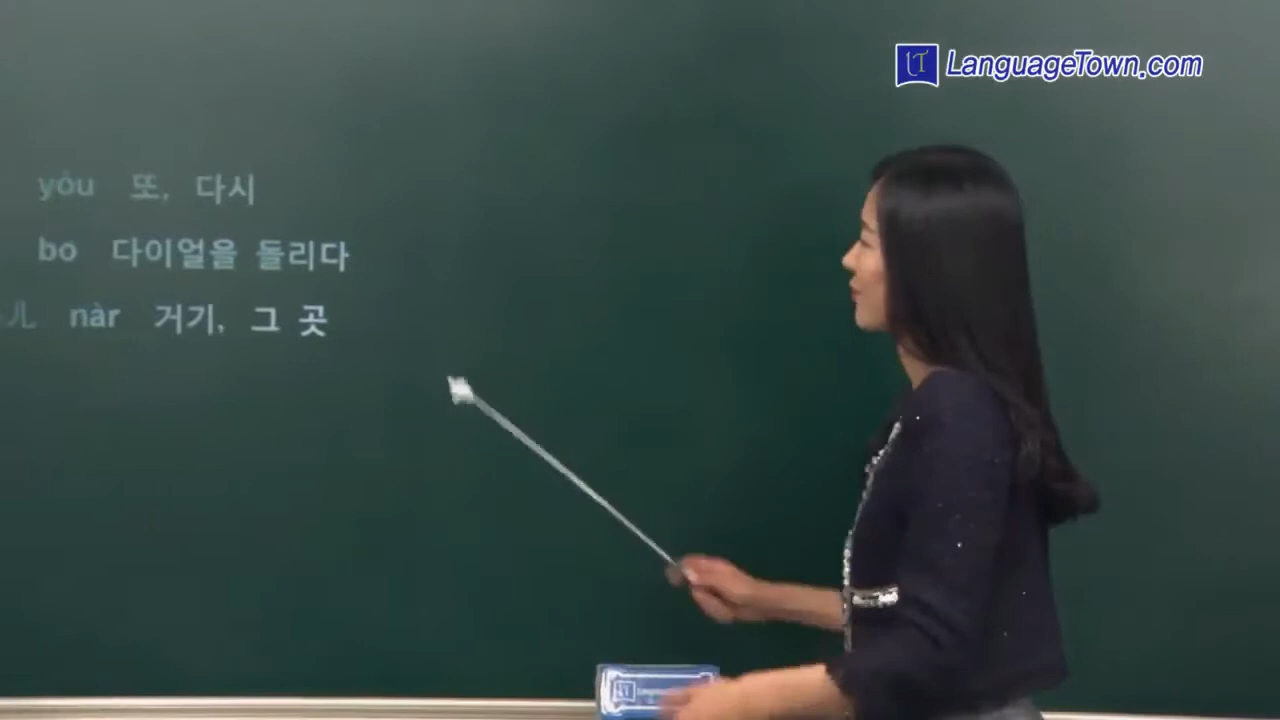 LanguageTown.com
yóu 또, 다시
bo 다이얼을 돌리다
儿 nàr 거기, 그 곳